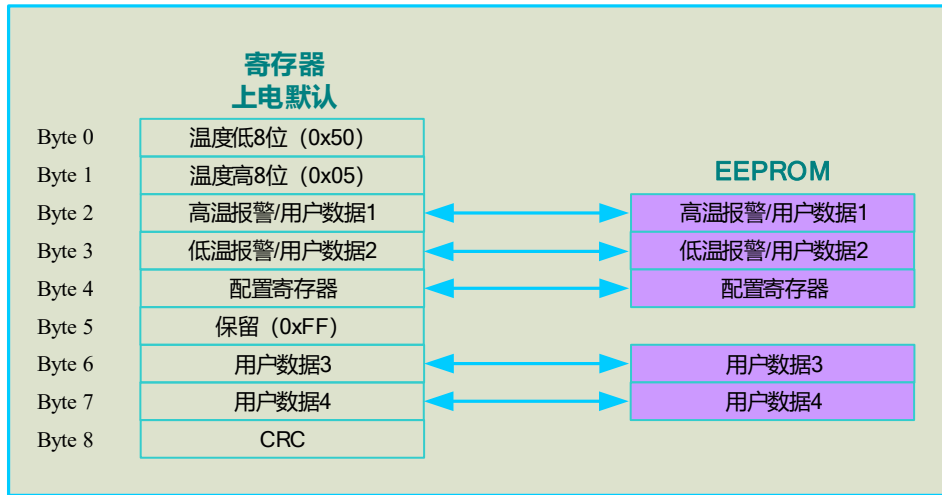 寄存器
上电默认
Byte 0 温度低8位（0x50）
Byte 1 温度高8位（0x05） EEPROM
Byte 2 高温报警/用户数据1 高温报警/用户数据1
Byte 3 低温报警/用户数据2 低温报警/用户数据2
Byte 4 配置寄存器 配置寄存器
Byte 5 保留（0xFF）
Byte 6 用户数据3 用户数据3
Byte 7 用户数据4 用户数据4
Byte 8 CRC